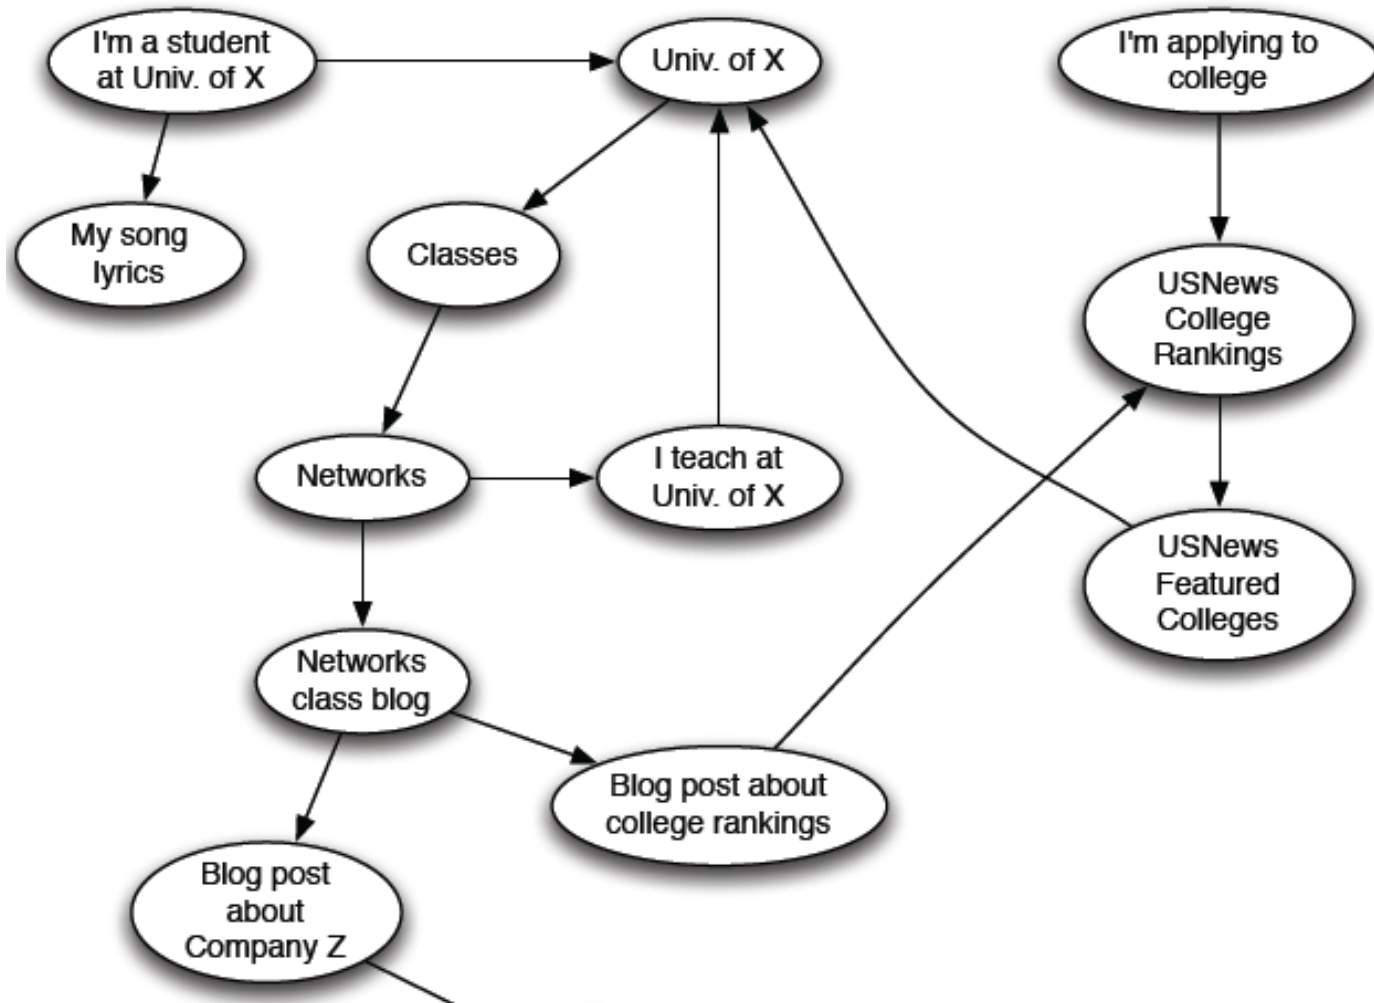 I'm a student
at Univ. of X
Univ. of X
I'm applying to
college
My song
lyrics
Classes
USNews
College
Rankings
Networks
I teach at
Univ. of X
USNews
Featured
Colleges
Networks
class blog
Blog post about
college rankings
Blog post
about
Company Z